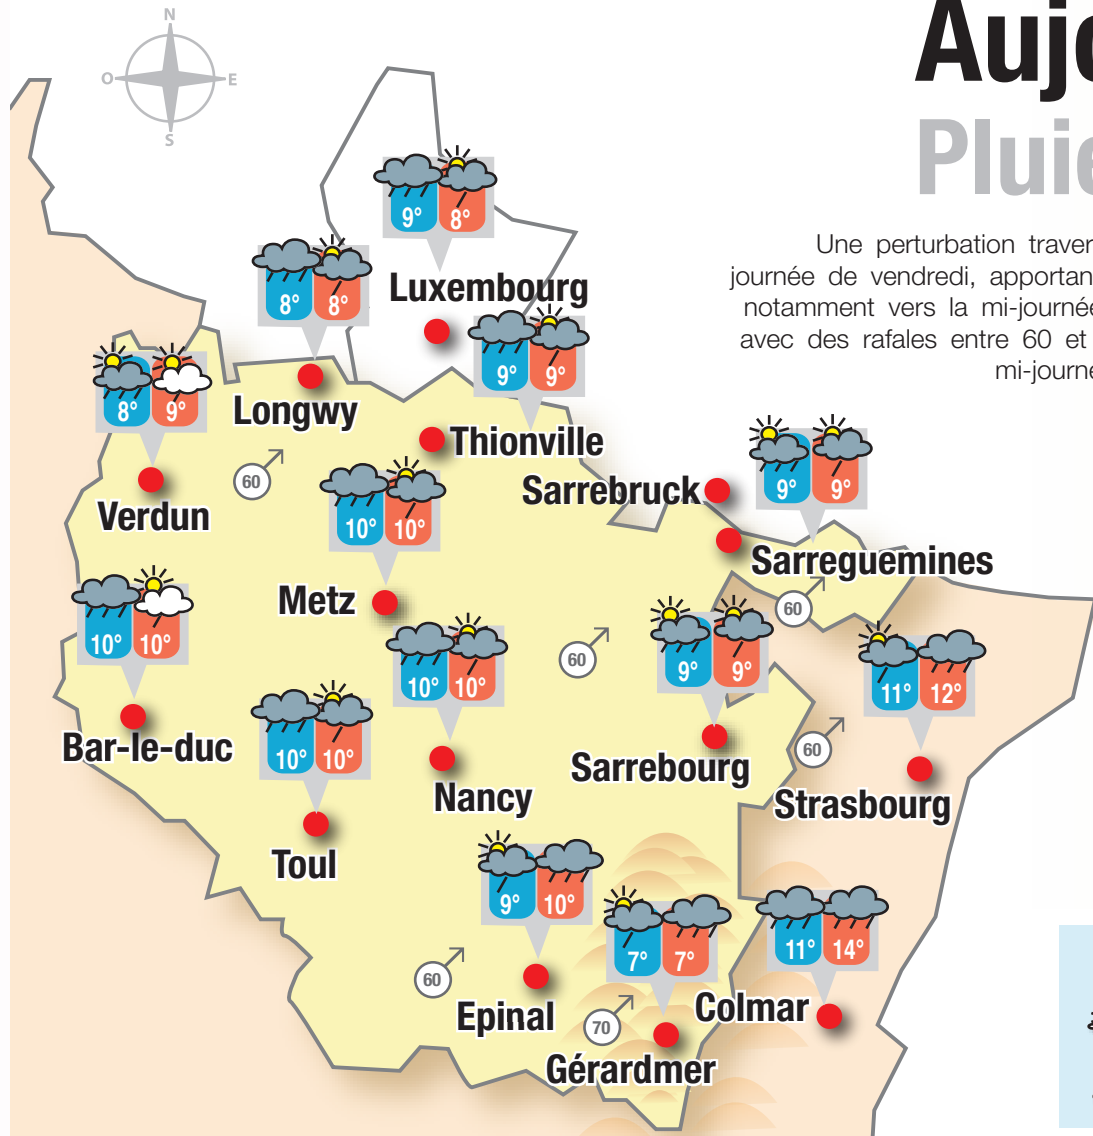 N
O E
S
Aujo
Pluie
Une perturbation traver
journée de vendredi, apportan
notamment vers la mi-journée
avec des rafales entre 60 et
mi-journé
9° 8°
Luxembourg
8° 8°
Longwy
9° 9°
Thionville
8° 9°
Verdun
60
10° 10°
Metz
Sarrebruck
9° 9°
Sarreguemines
60
10° 10°
Bar-le-duc
10° 10°
Nancy
60
9° 9°
Sarrebourg
60
11° 12°
Strasbourg
10° 10°
Toul
9° 10°
Epinal
60
7° 7°
Gérardmer
70
11° 14°
Colmar